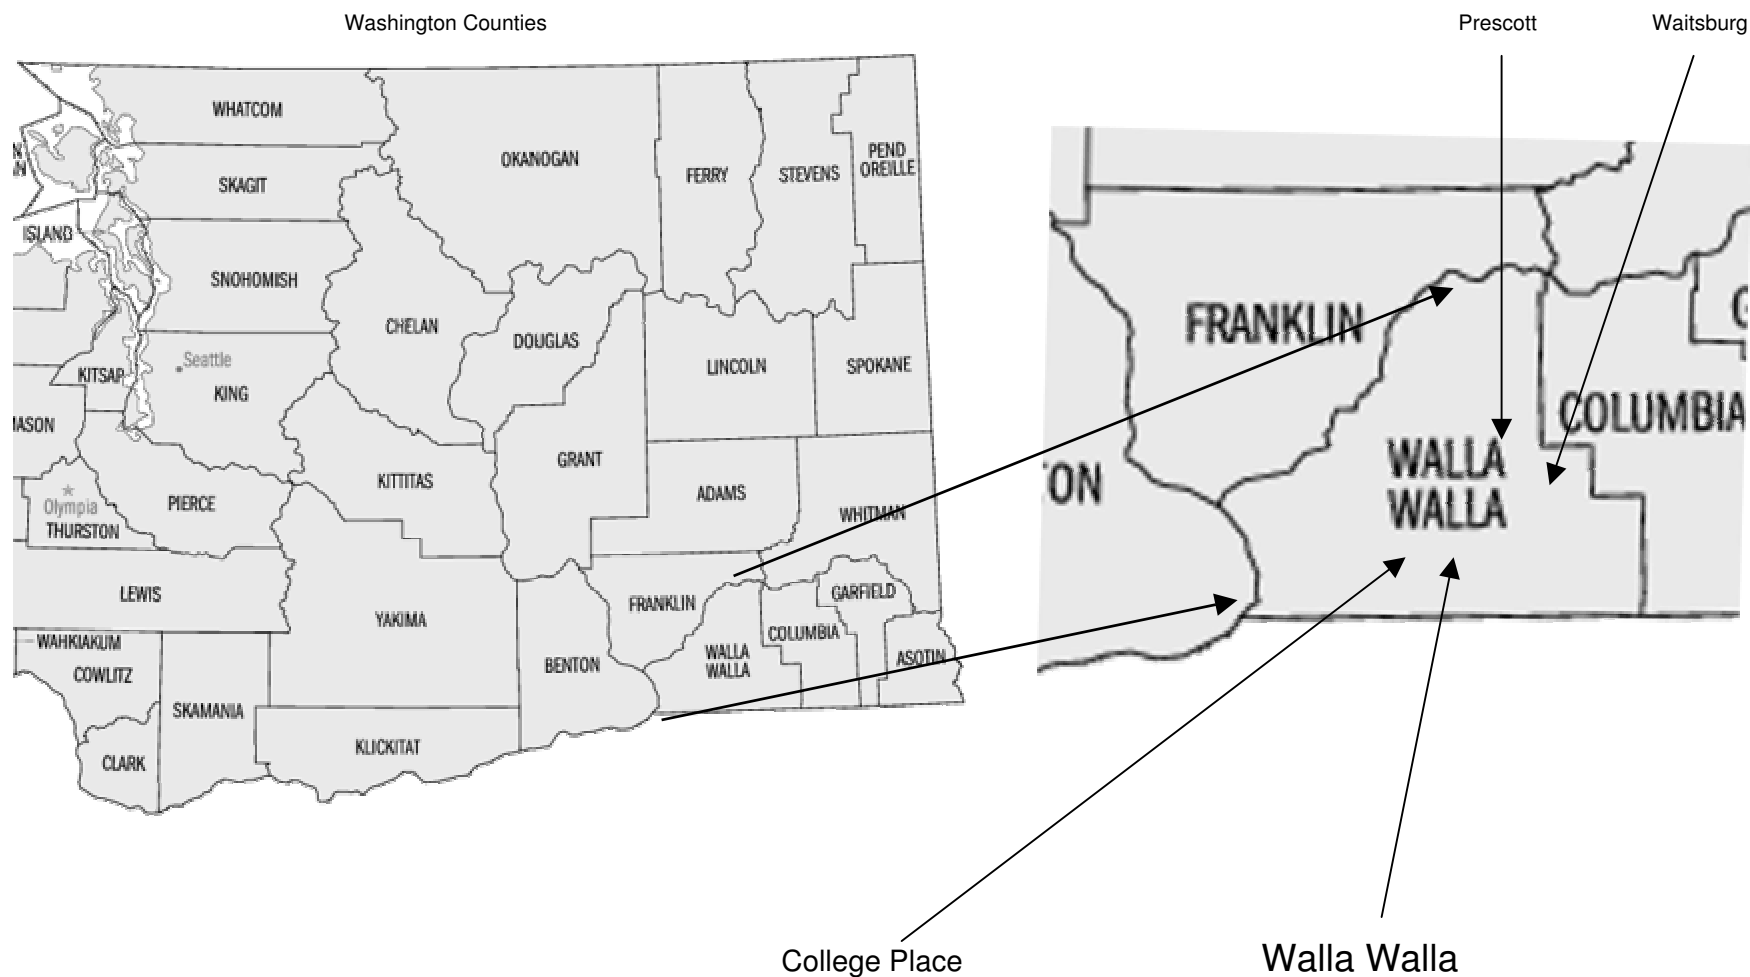 Washington Counties
Prescott
Waitsburg
WHATCOM
OKANOGAN
FERRY
STEVENS
PEND
OREILLE
SKAGIT
ISLAND
SNOHOMISH
CHELAN
DOUGLAS
LINCOLN
SPOKANE
Seattle
KING
KITSAP
GRANT
KITTITAS
ADAMS
WHITMAN
Olympia
THURSTON
PIERCE
LEWIS
YAKIMA
FRANKLIN
GARFIELD
COLUMBIA
WAHKIAKUM
COWLITZ
BENTON
WALLA
WALLA
ASOTIN
SKAMANIA
KLICKITAT
CLARK
FRANKLIN
COLUMBIA
WALLA
WALLA
TON
College Place
Walla Walla